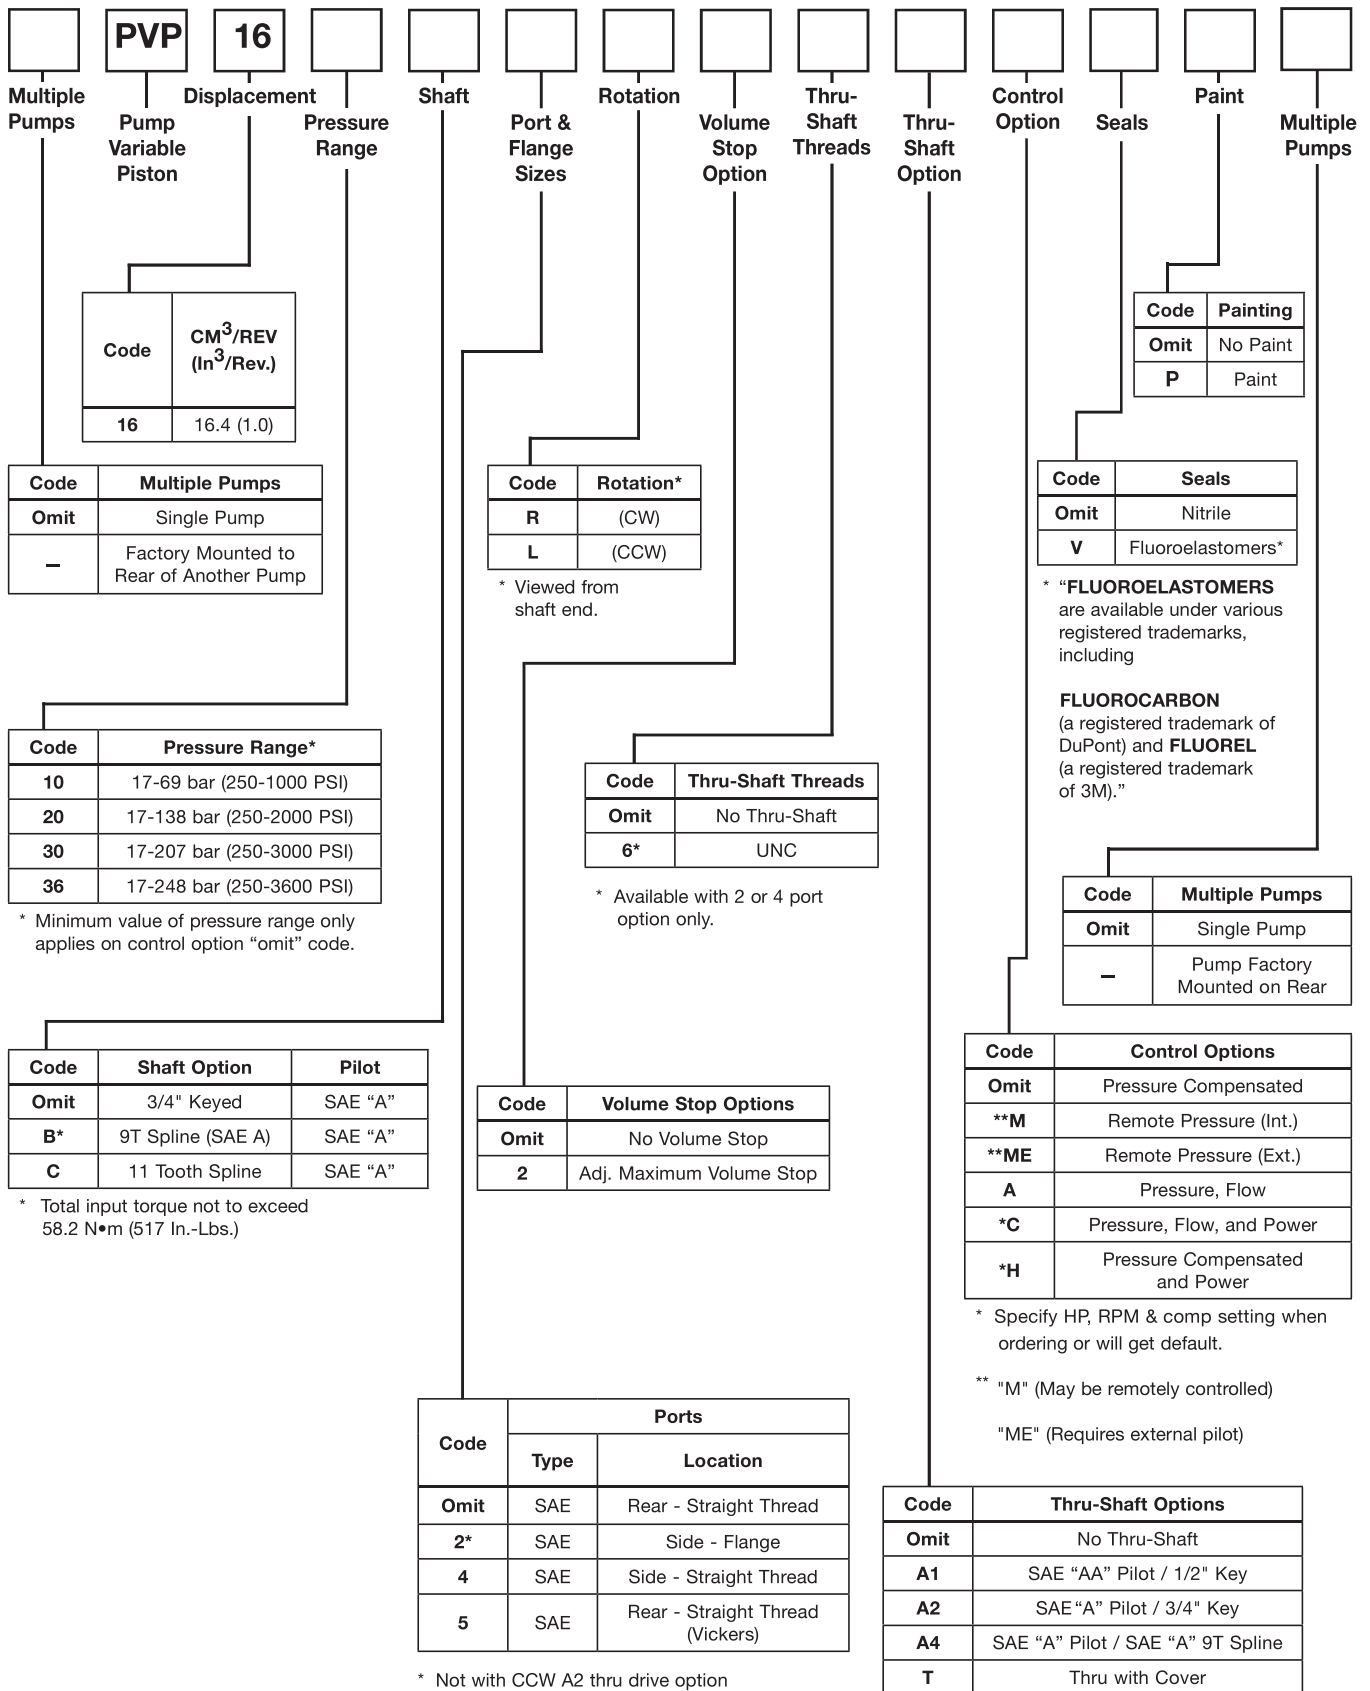 PVP
16
Multiple
Pumps
Pump
Variable
Piston
Displacement
Pressure
Range
Shaft
Port &
Flange
Sizes
Rotation
Volume
Stop
Option
Thru-
Shaft
Threads
Thru-
Shaft
Option
Control
Option
Seals
Paint
Multiple
Pumps
Code CM3/REV
(In3/Rev.)
16 16.4 (1.0)
Code Painting
Omit No Paint
P Paint
Code Multiple Pumps
Omit Single Pump
– Factory Mounted to
Rear of Another Pump
Code Rotation*
R (CW)
L (CCW)
* Viewed from
shaft end.
Code Seals
Omit Nitrile
V Fluoroelastomers*
* “FLUOROELASTOMERS
are available under various
registered trademarks,
including
FLUOROCARBON
(a registered trademark of
DuPont) and FLUOREL
(a registered trademark
of 3M).”
Code Pressure Range*
10 17-69 bar (250-1000 PSI)
20 17-138 bar (250-2000 PSI)
30 17-207 bar (250-3000 PSI)
36 17-248 bar (250-3600 PSI)
* Minimum value of pressure range only
applies on control option “omit” code.
Code Thru-Shaft Threads
Omit No Thru-Shaft
6* UNC
* Available with 2 or 4 port
option only.
Code Multiple Pumps
Omit Single Pump
– Pump Factory
Mounted on Rear
Code Shaft Option Pilot
Omit 3/4" Keyed SAE “A”
B* 9T Spline (SAE A) SAE “A”
C 11 Tooth Spline SAE “A”
* Total input torque not to exceed
58.2 N•m (517 In.-Lbs.)
Code Volume Stop Options
Omit No Volume Stop
2 Adj. Maximum Volume Stop
Code Control Options
Omit Pressure Compensated
**M Remote Pressure (Int.)
**ME Remote Pressure (Ext.)
A Pressure, Flow
*C Pressure, Flow, and Power
*H Pressure Compensated
and Power
* Specify HP, RPM & comp setting when
ordering or will get default.
** "M" (May be remotely controlled)
"ME" (Requires external pilot)
Code Ports
Type Location
Omit SAE Rear - Straight Thread
2* SAE Side - Flange
4 SAE Side - Straight Thread
5 SAE Rear - Straight Thread
(Vickers)
* Not with CCW A2 thru drive option
Code Thru-Shaft Options
Omit No Thru-Shaft
A1 SAE “AA” Pilot / 1/2" Key
A2 SAE “A” Pilot / 3/4" Key
A4 SAE “A” Pilot / SAE “A” 9T Spline
T Thru with Cover